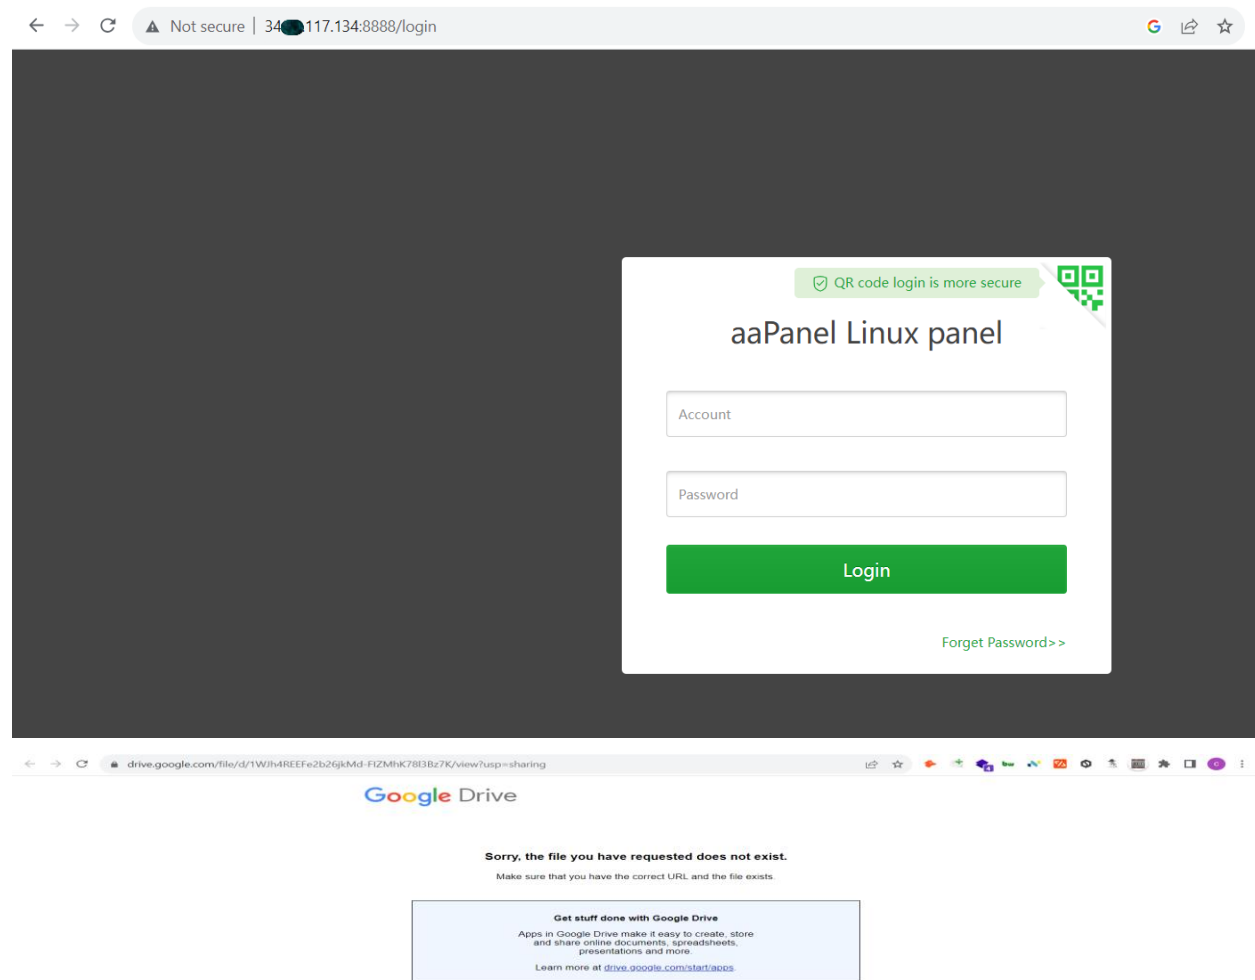 Not secure | 34 117.134:8888/login
QR code login is more secure
aaPanel Linux panel
Account
Password
Login
Forget Password>>
drive.google.com/file/d/1WJh4REEFe2b26jkMd-FIZMhK78l3Bz7K/view?usp=sharing
Google Drive
Sorry, the file you have requested does not exist.
Make sure that you have the correct URL and the file exists.
Get stuff done with Google Drive
Apps in Google Drive make it easy to create, store
and share online documents, spreadsheets,
presentations and more.
Learn more at drive.google.com/start/apps.